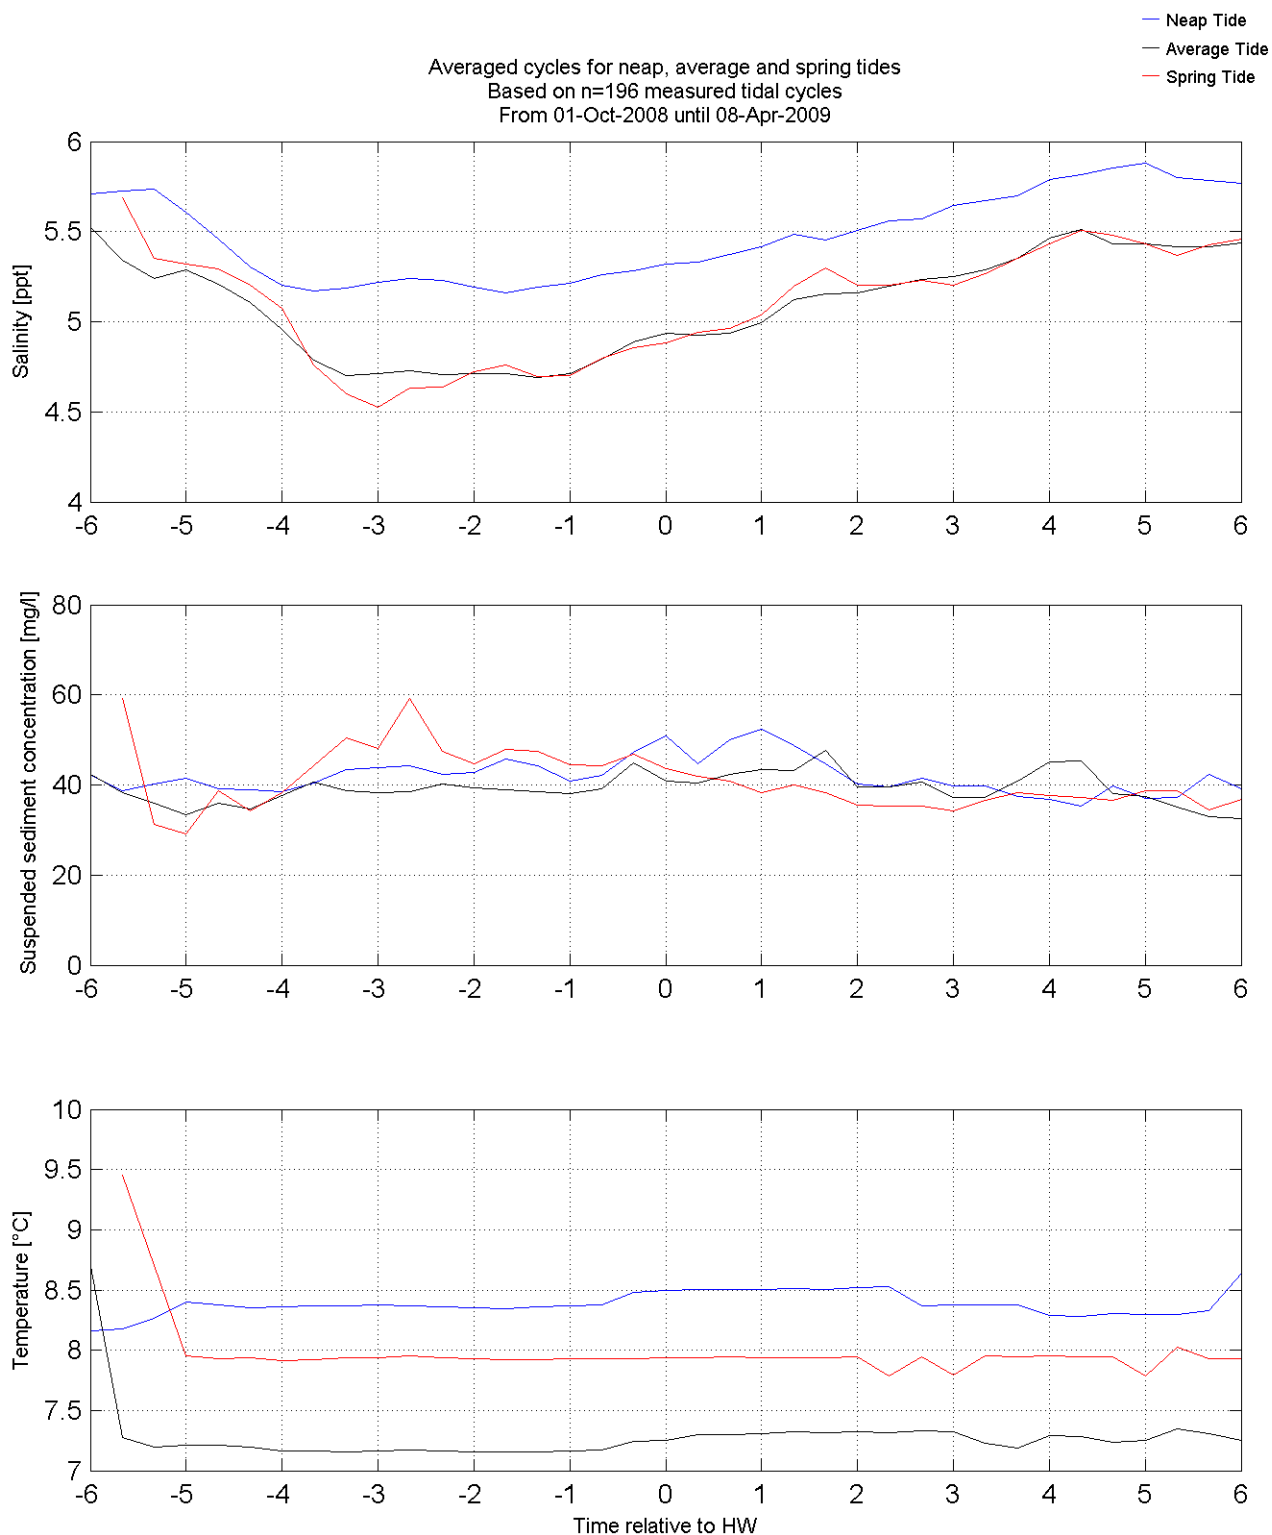 Neap Tide
Average Tide
Spring Tide
Averaged cycles for neap, average and spring tides
Based on n=196 measured tidal cycles
From 01-Oct-2008 until 08-Apr-2009
Salinity [ppt]
6
5.5
5
4.5
4
-6 -5 -4 -3 -2 -1 0 1 2 3 4 5 6
Suspended sediment concentration [mg/l]
80
60
40
20
0
-6 -5 -4 -3 -2 -1 0 1 2 3 4 5 6
Temperature [°C]
10
9.5
9
8.5
8
7.5
7
-6 -5 -4 -3 -2 -1 0 1 2 3 4 5 6
Time relative to HW